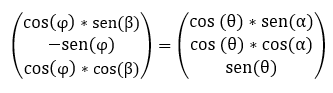 (cos(φ) * sen(β)
−sen(φ)
cos(φ) * cos(β)) = (cos (θ) * sen(α)
cos (θ) * cos(α)
sen(θ))